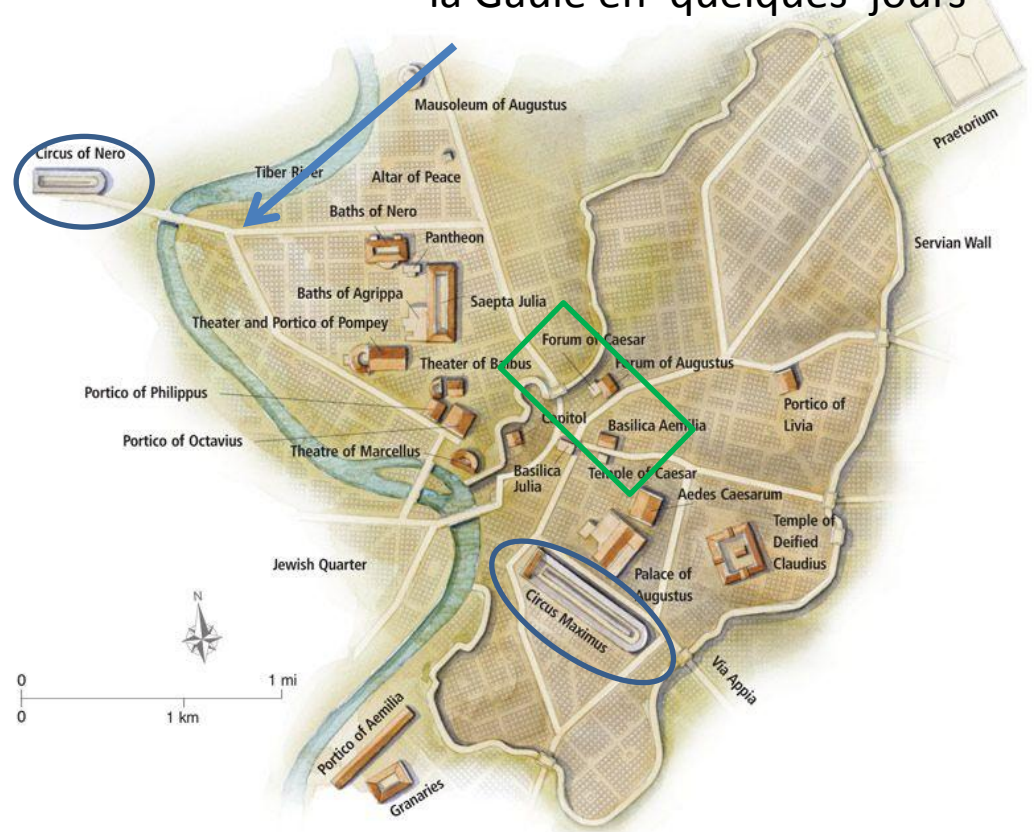 la Gaule en quelques jours
Mausoleum of Augustus
Praetorium
Circus of Nero
Tiber River
Altar of Peace
Baths of Nero
Pantheon
Servian Wall
Baths of Agrippa
Saepta Julia
Theater and Portico of Pompey
Forum of Caesar
Theater of Balbus
Forum of Augustus
Portico of Philippus
Portico of
Livia
Capitol
Basilica Aemilia
Portico of Octavius
Theatre of Marcellus
Basilica
Julia
Temple of Caesar
Aedes Caesarum
Temple of
Deified
Claudius
Jewish Quarter
Palace of
Augustus
Circus Maximus
N
Via Appia
0
1 mi
0
1 km
Portico of Aemilia
Granaries